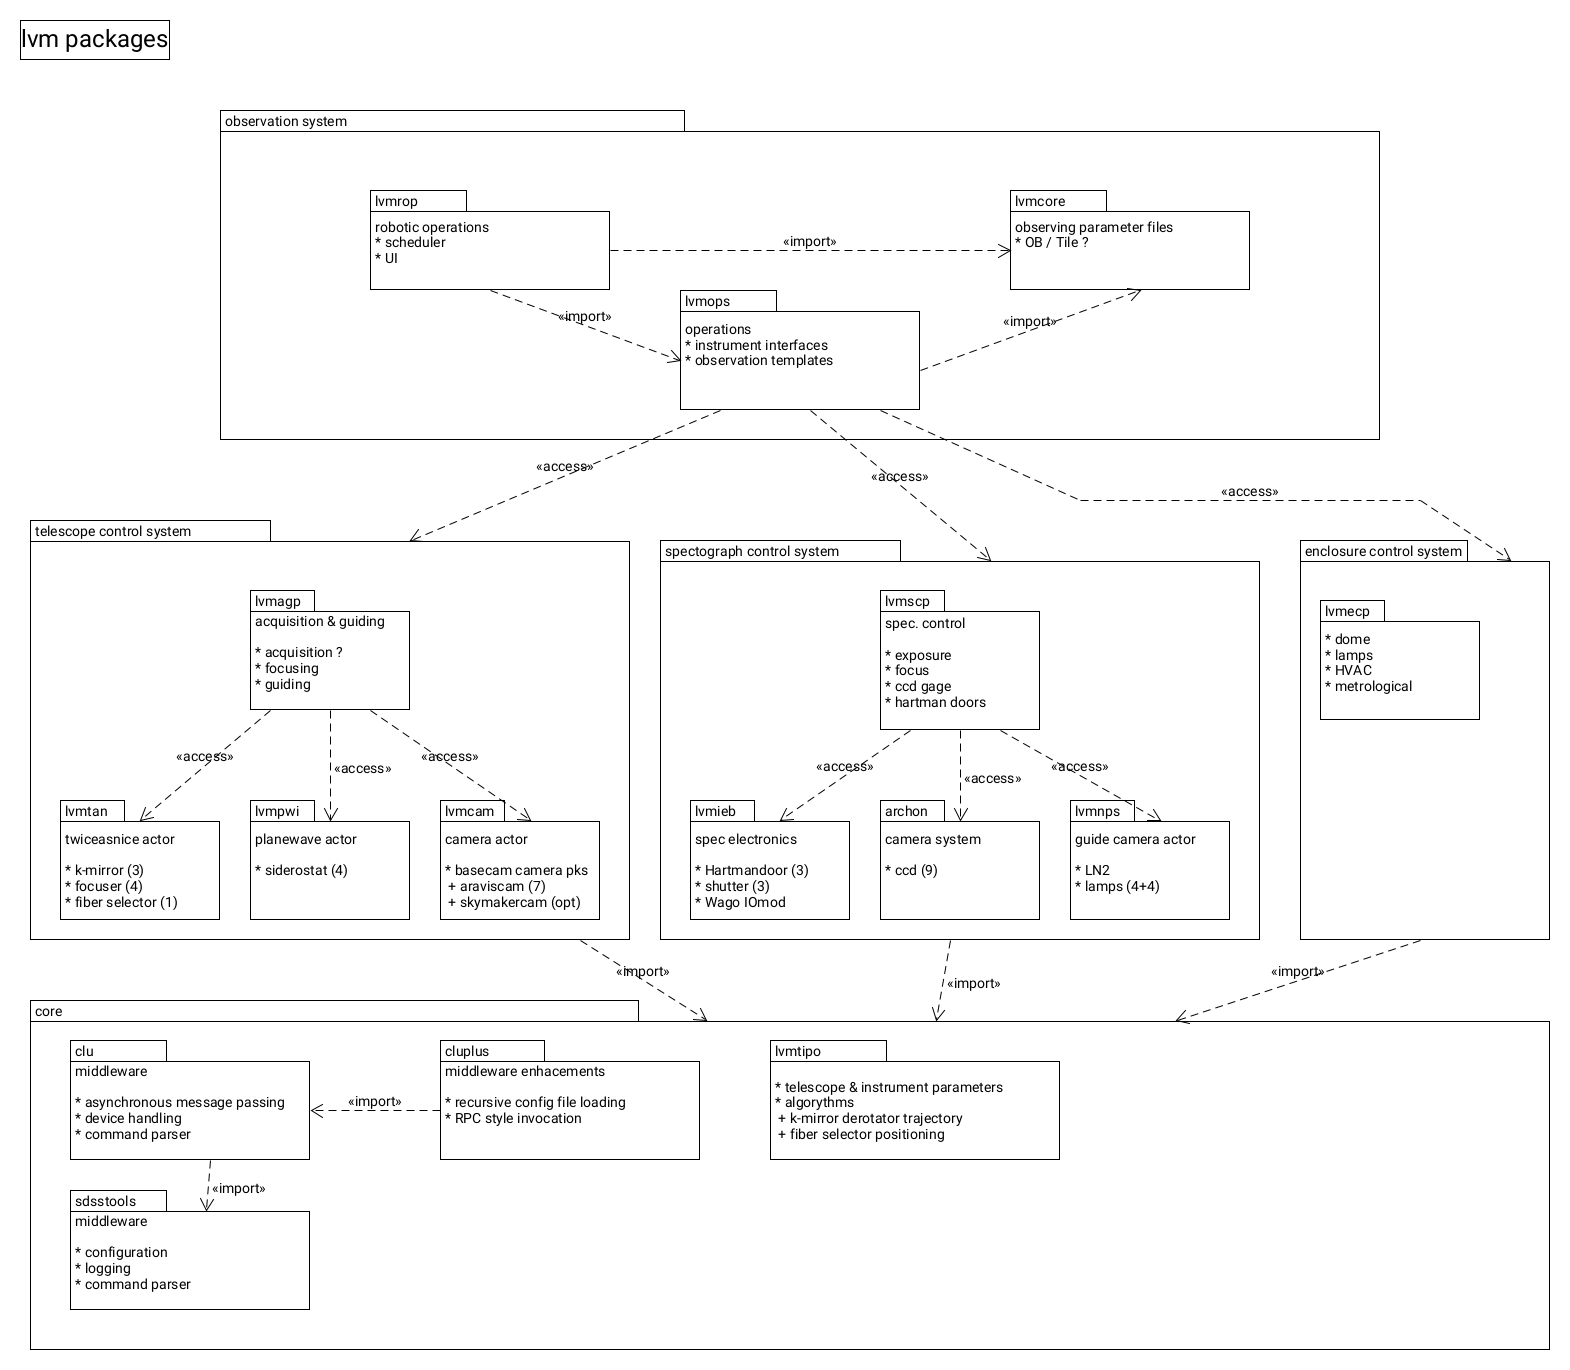 lvm packages
observation system
lvmrop
robotic operations
* scheduler
* UI
«import»
lvmcore
observing parameter files
* OB / Tile ?
«import»
lvmops
operations
* instrument interfaces
* observation templates
«import»
«access»
«access»
«access»
telescope control system
lvmagp
acquisition & guiding
* acquisition ?
* focusing
* guiding
«access»
«access»
«access»
lvmtan
twiceasnice actor
* k-mirror (3)
* focuser (4)
* fiber selector (1)
lvmpwi
planewave actor
* siderostat (4)
lvmcam
camera actor
* basecam camera pks
+ araviscam (7)
+ skymakercam (opt)
spectograph control system
lvmscp
spec. control
* exposure
* focus
* ccd gage
* hartman doors
«access»
«access»
«access»
lvmieb
spec electronics
* Hartmandoor (3)
* shutter (3)
* Wago IOmod
archon
camera system
* ccd (9)
lvmnps
guide camera actor
* LN2
* lamps (4+4)
enclosure control system
lvmecp
* dome
* lamps
* HVAC
* metrological
«import»
«import»
«import»
core
clu
middleware
* asynchronous message passing
* device handling
* command parser
«import»
cluplus
middleware enhacements
* recursive config file loading
* RPC style invocation
lvmtipo
* telescope & instrument parameters
* algorythms
+ k-mirror derotator trajectory
+ fiber selector positioning
«import»
sdsstools
middleware
* configuration
* logging
* command parser